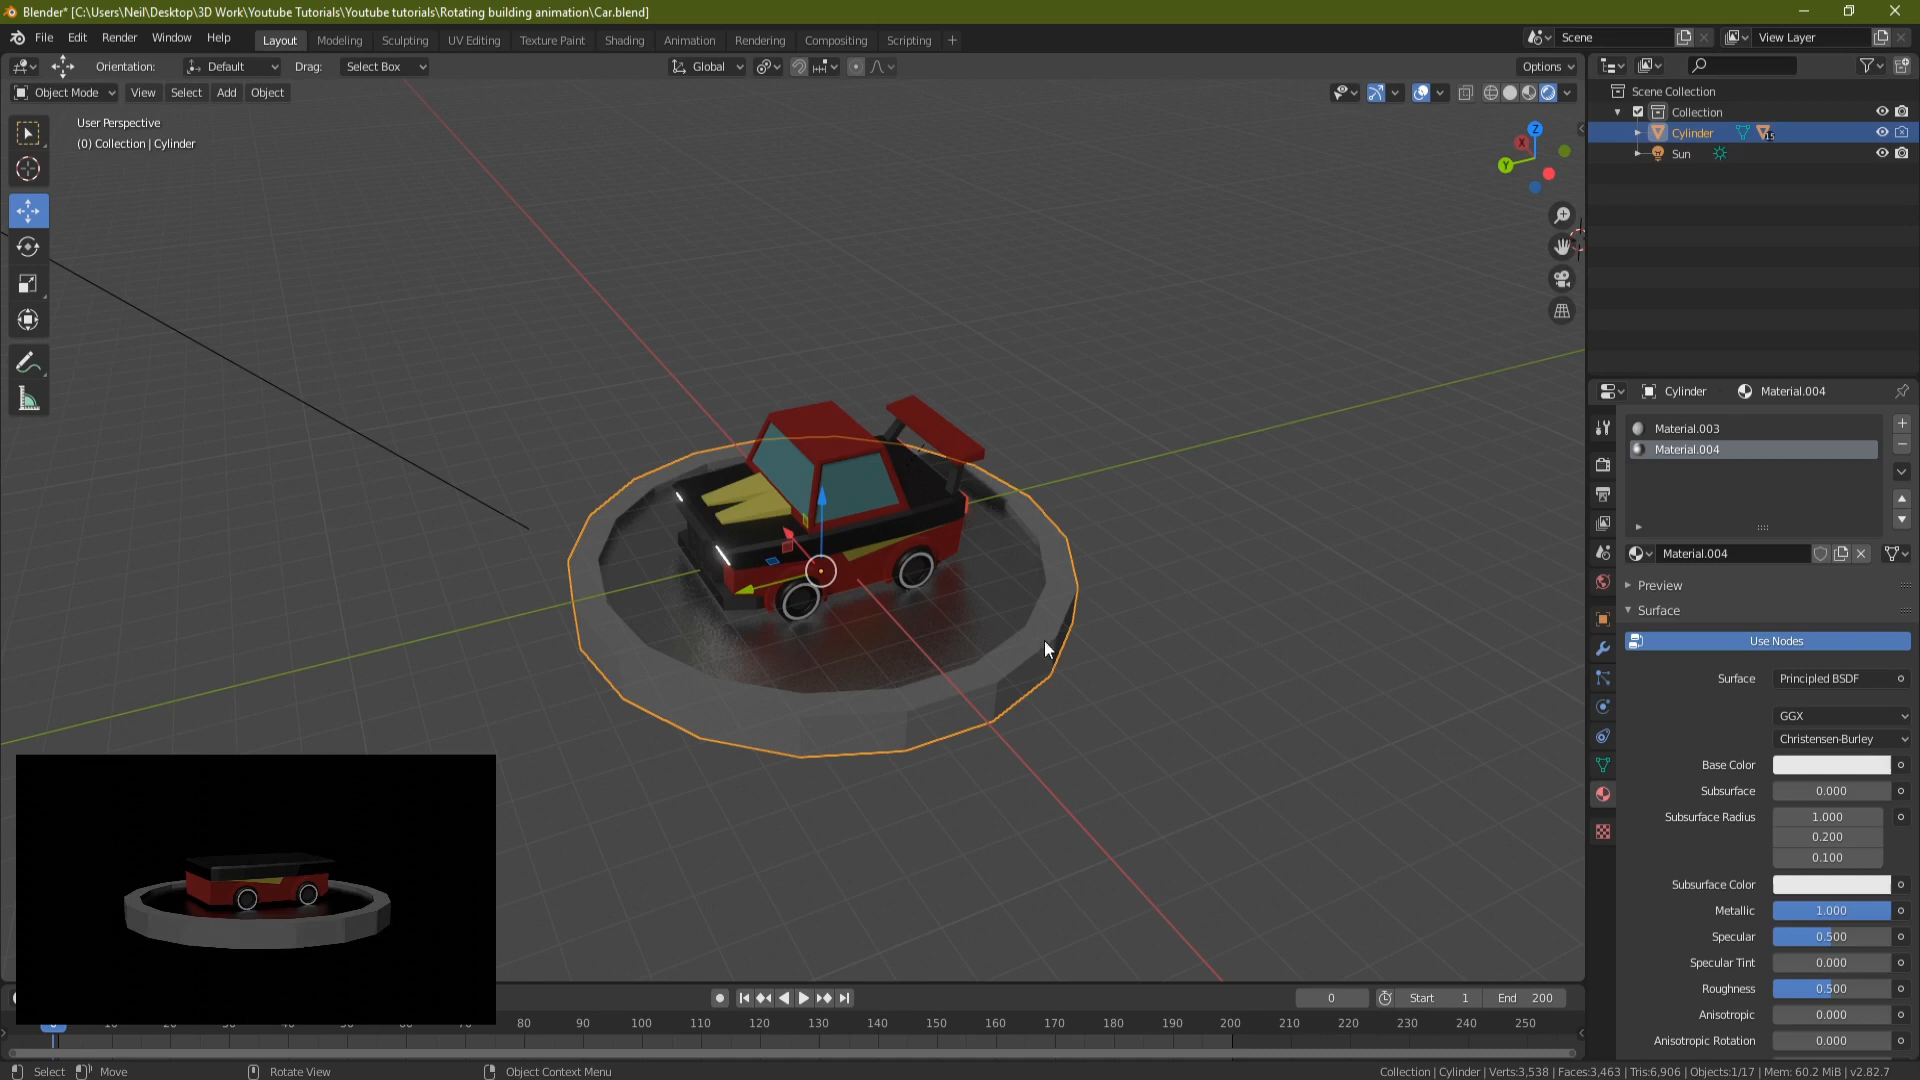 Blender* [C:\Users\Neil\Desktop\3D Work\Youtube Tutorials\Youtube tutorials\Rotating building animation\Car.blend]
File Edit Render Window Help
Layout Modeling Sculpting UV Editing Texture Paint Shading Animation Rendering Compositing Scripting +
Scene
View Layer
Orientation: Default Drag: Select Box
Global
Options
Object Mode View Select Add Object
User Perspective
(0) Collection | Cylinder
Z
X
Y
Scene Collection
Collection
Cylinder 15
Sun
Cylinder Material.004
Material.003
Material.004
Material.004
Preview
Surface
Use Nodes
Surface Principled BSDF
GGX
Christensen-Burley
Base Color
Subsurface 0.000
Subsurface Radius 1.000
0.200
0.100
Subsurface Color
Metallic 1.000
Specular 0.500
Specular Tint 0.000
Roughness 0.500
Anisotropic 0.000
Anisotropic Rotation 0.000
0 Start 1 End 200
80 90 100 110 120 130 140 150 160 170 180 190 200 210 220 230 240 250
Select Move Rotate View Object Context Menu
Collection | Cylinder | Verts:3,538 | Faces:3,463 | Tris:6,906 | Objects:1/17 | Mem: 60.2 MiB | v2.82.7